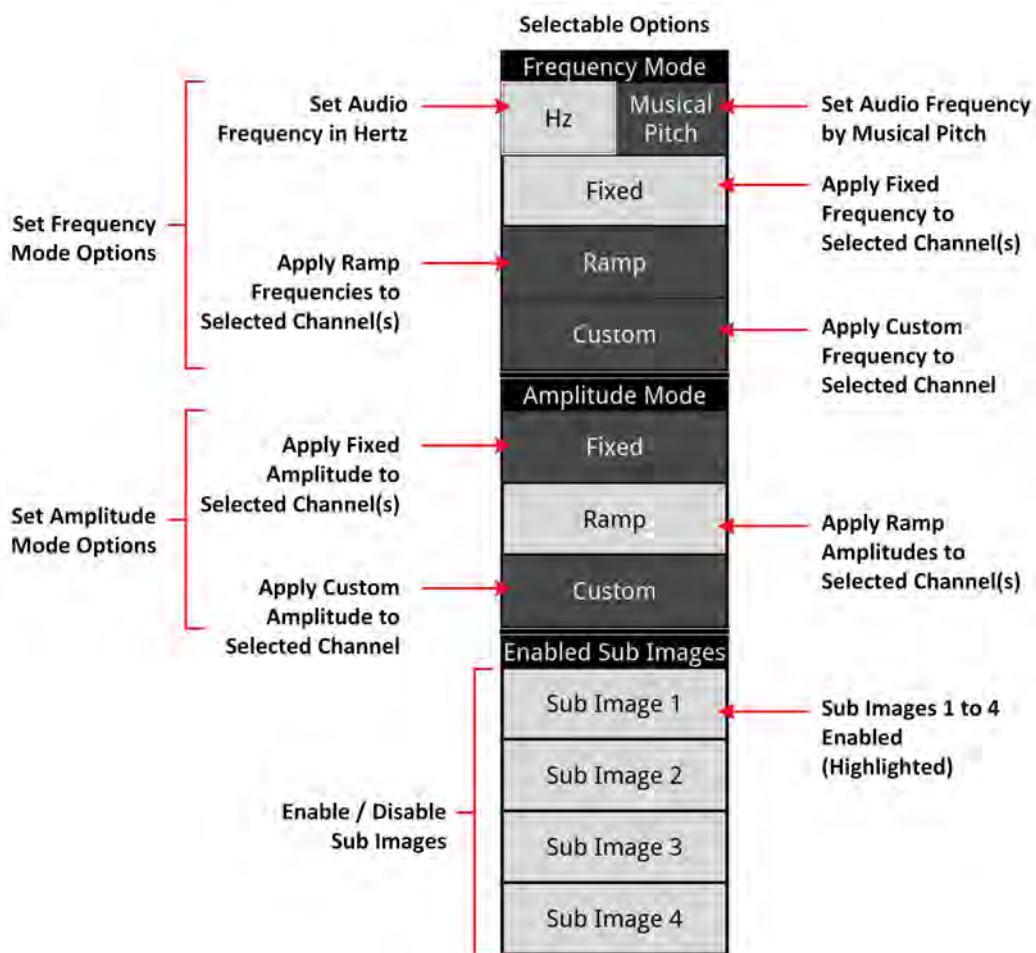 Selectable Options
Frequency Mode
Set Audio
Frequency in Hertz
Hz
Musical
Pitch
Set Audio Frequency
by Musical Pitch
Fixed
Apply Fixed
Frequency to
Selected Channel(s)
Set Frequency
Mode Options
Apply Ramp
Frequencies to
Selected Channel(s)
Ramp
Custom
Apply Custom
Frequency to
Selected Channel
Amplitude Mode
Apply Fixed
Amplitude to
Selected Channel(s)
Fixed
Set Amplitude
Mode Options
Ramp
Apply Ramp
Amplitudes to
Selected Channel(s)
Apply Custom
Amplitude to
Selected Channel
Custom
Enabled Sub Images
Sub Image 1
Sub Images 1 to 4
Enabled
(Highlighted)
Sub Image 2
Enable / Disable
Sub Images
Sub Image 3
Sub Image 4